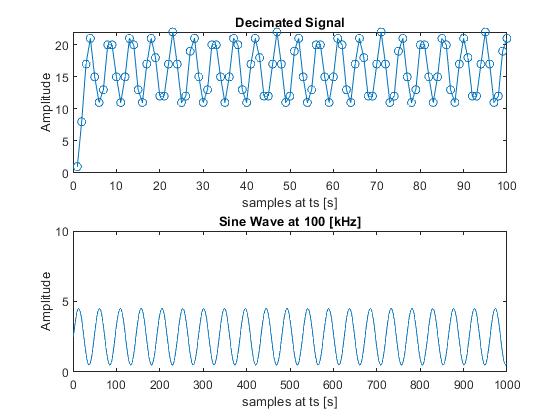 Decimated Signal
20
15
10
5
0
Amplitude
0 10 20 30 40 50 60 70 80 90 100
samples at ts [s]
Sine Wave at 100 [kHz]
10
5
0
Amplitude
0 100 200 300 400 500 600 700 800 900 1000
samples at ts [s]